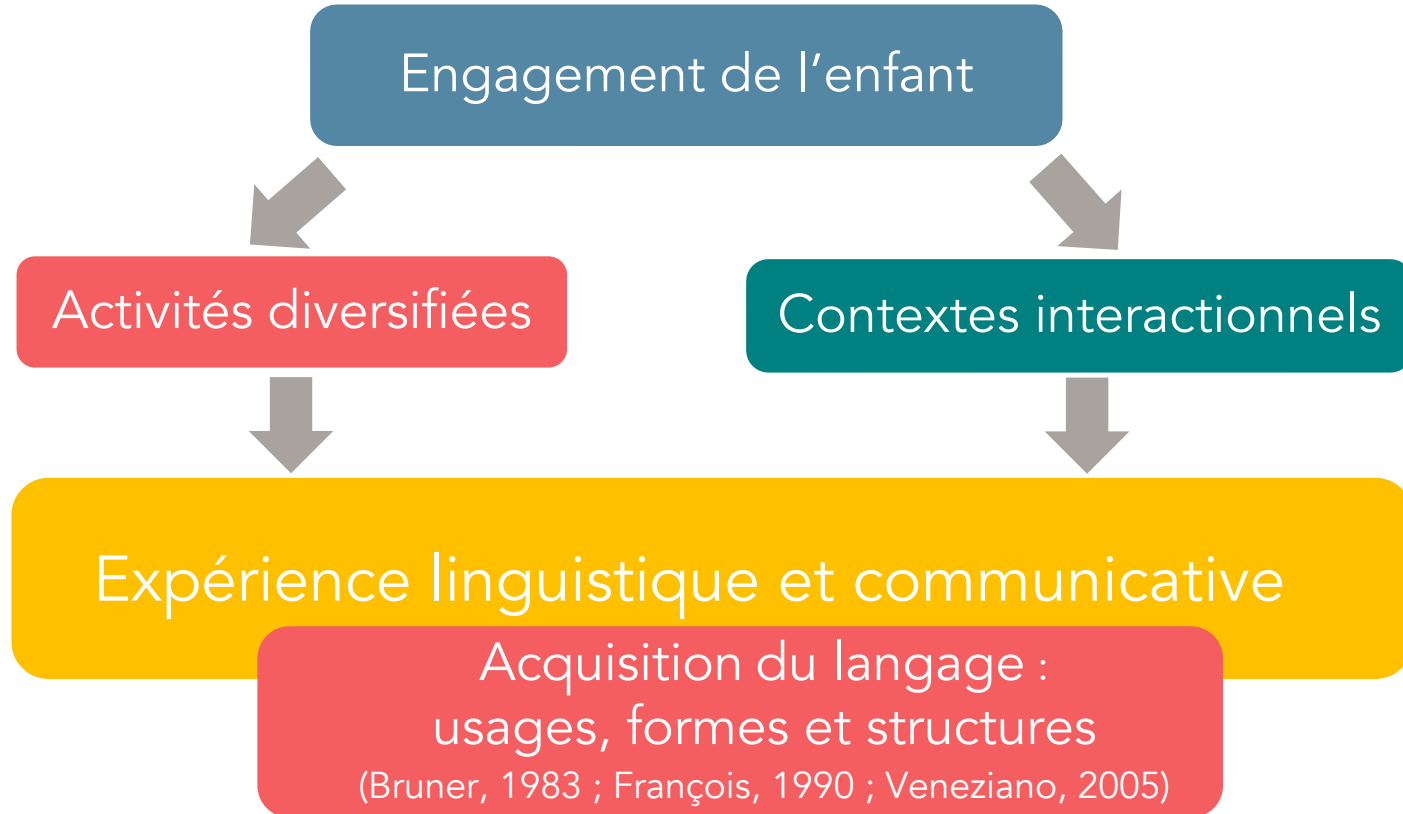 Engagement de l’enfant
Activités diversifiées
Contextes interactionnels
Expérience linguistique et communicative
Acquisition du langage :
usages, formes et structures
(Bruner, 1983 ; François, 1990 ; Veneziano, 2005)